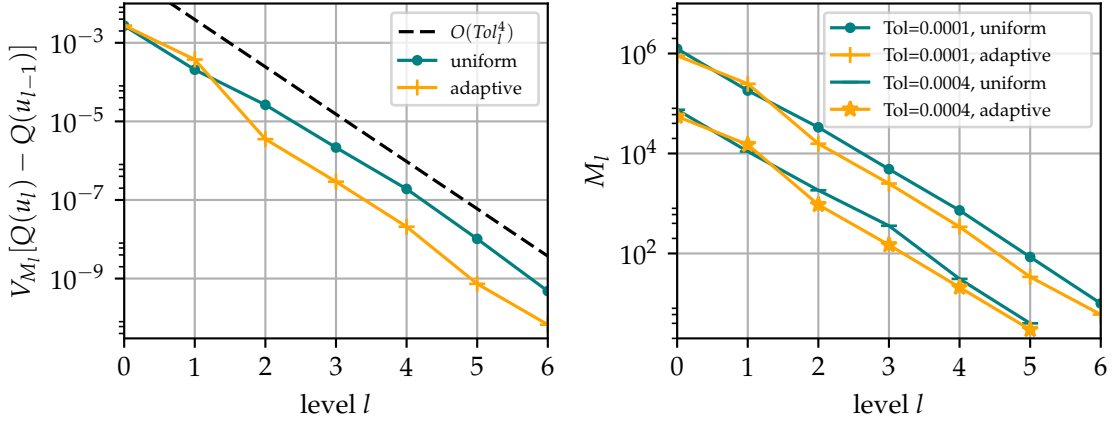 V_{M_l}[Q(u_l) − Q(u_{l−1})]
10^{−3}
10^{−5}
10^{−7}
10^{−9}
0 1 2 3 4 5 6
level l
O(Tol_l^4)
uniform
adaptive
M_l
10^6
10^4
10^2
0 1 2 3 4 5 6
level l
Tol=0.0001, uniform
Tol=0.0001, adaptive
Tol=0.0004, uniform
Tol=0.0004, adaptive